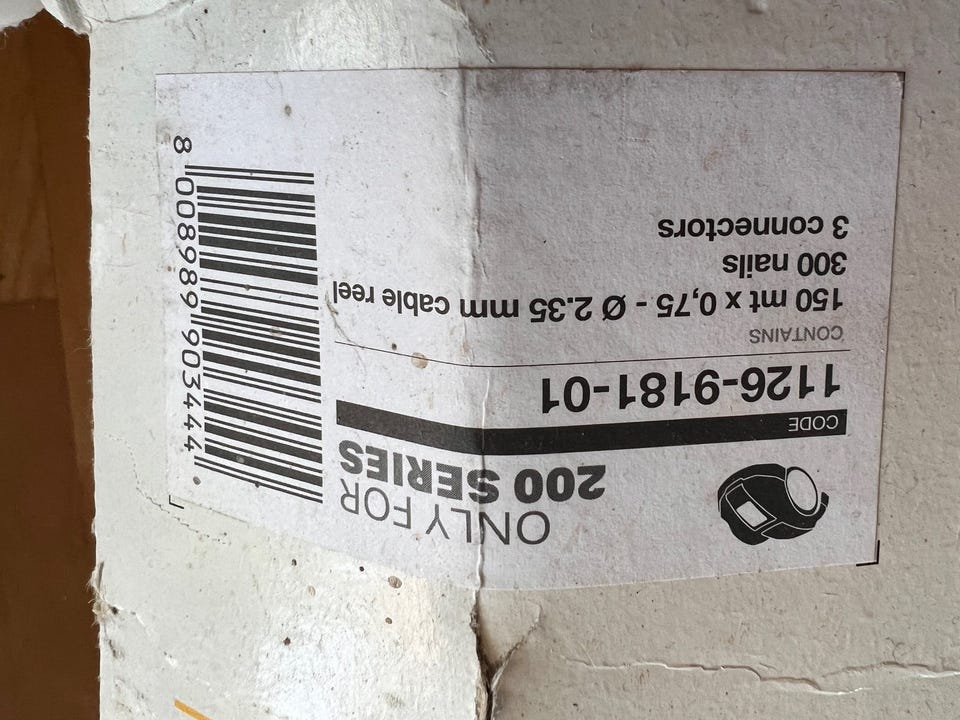 ONLY FOR
200 SERIES
CODE
1126-9181-01
CONTAINS
150 mt x 0,75 - Ø 2.35 mm cable reel
300 nails
3 connectors
8 008989 903444